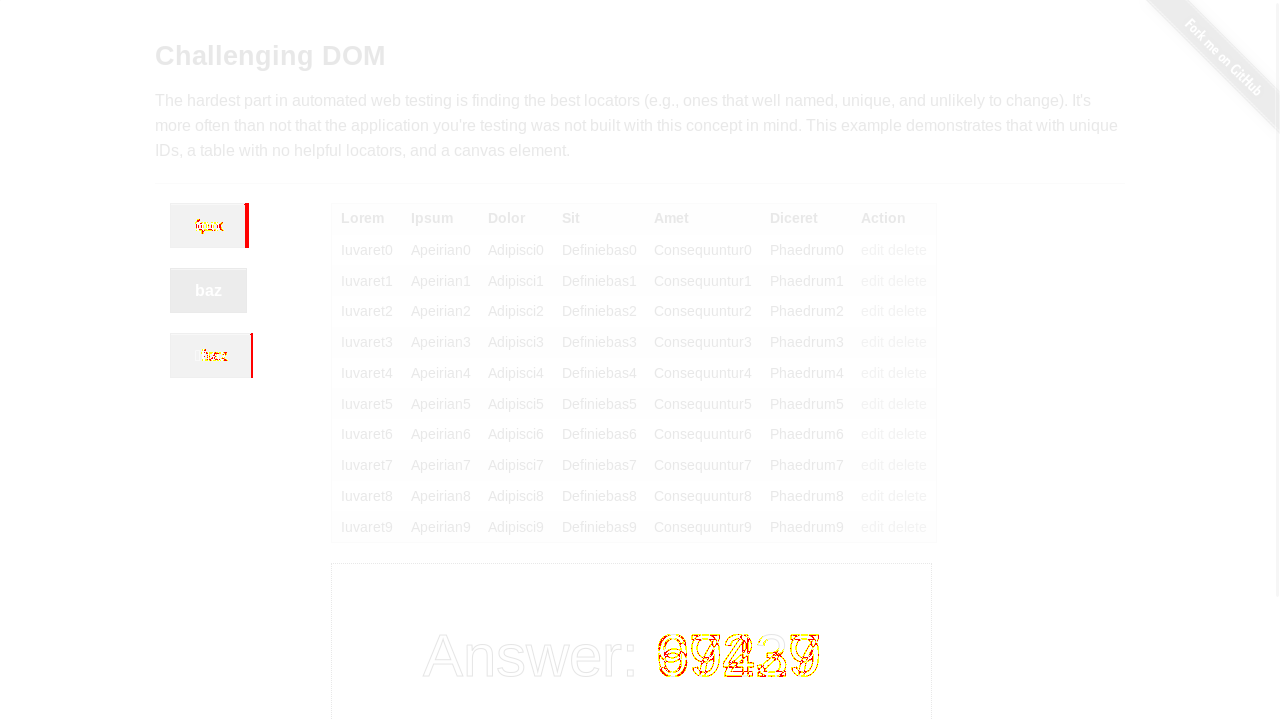 Fork me on GitHub
Challenging DOM
The hardest part in automated web testing is finding the best locators (e.g., ones that well named, unique, and unlikely to change). It's
more often than not that the application you're testing was not built with this concept in mind. This example demonstrates that with unique
IDs, a table with no helpful locators, and a canvas element.
baz
Lorem Ipsum Dolor Sit Amet Diceret Action
Iuvaret0 Apeirian0 Adipisci0 Definiebas0 Consequuntur0 Phaedrum0 edit delete
Iuvaret1 Apeirian1 Adipisci1 Definiebas1 Consequuntur1 Phaedrum1 edit delete
Iuvaret2 Apeirian2 Adipisci2 Definiebas2 Consequuntur2 Phaedrum2 edit delete
Iuvaret3 Apeirian3 Adipisci3 Definiebas3 Consequuntur3 Phaedrum3 edit delete
Iuvaret4 Apeirian4 Adipisci4 Definiebas4 Consequuntur4 Phaedrum4 edit delete
Iuvaret5 Apeirian5 Adipisci5 Definiebas5 Consequuntur5 Phaedrum5 edit delete
Iuvaret6 Apeirian6 Adipisci6 Definiebas6 Consequuntur6 Phaedrum6 edit delete
Iuvaret7 Apeirian7 Adipisci7 Definiebas7 Consequuntur7 Phaedrum7 edit delete
Iuvaret8 Apeirian8 Adipisci8 Definiebas8 Consequuntur8 Phaedrum8 edit delete
Iuvaret9 Apeirian9 Adipisci9 Definiebas9 Consequuntur9 Phaedrum9 edit delete
Answer: